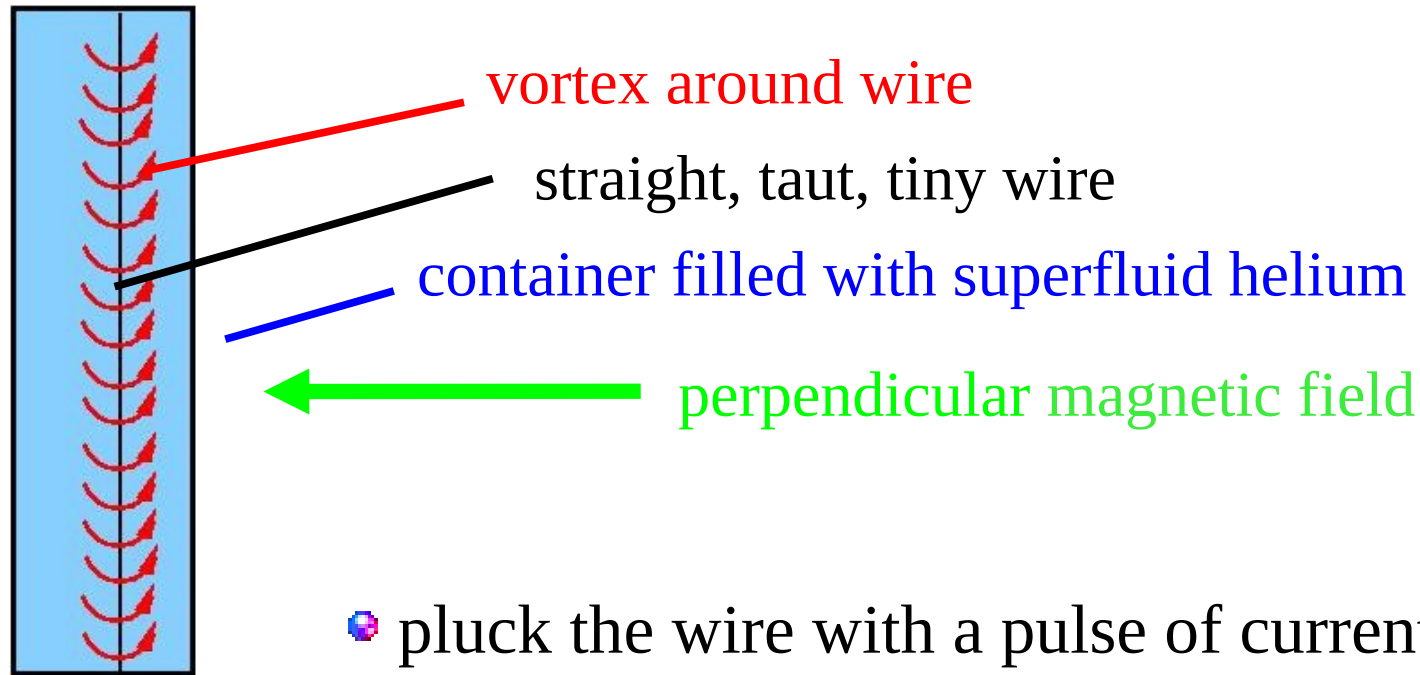 vortex around wire
straight, taut, tiny wire
container filled with superfluid helium
perpendicular magnetic field
pluck the wire with a pulse of current